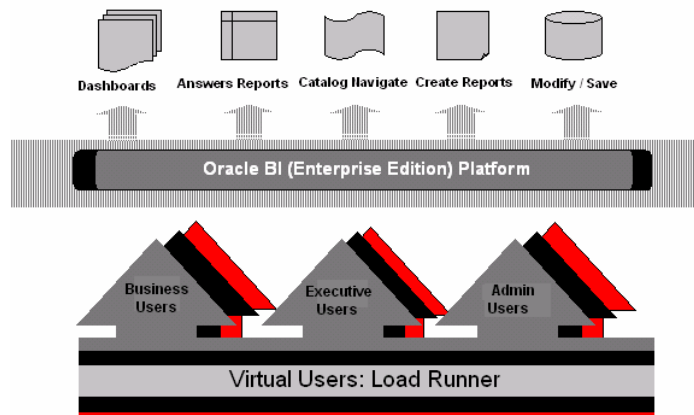 Dashboards
Answers Reports
Catalog Navigate
Create Reports
Modify / Save
Oracle BI (Enterprise Edition) Platform
Business
Users
Executive
Users
Admin
Users
Virtual Users: Load Runner